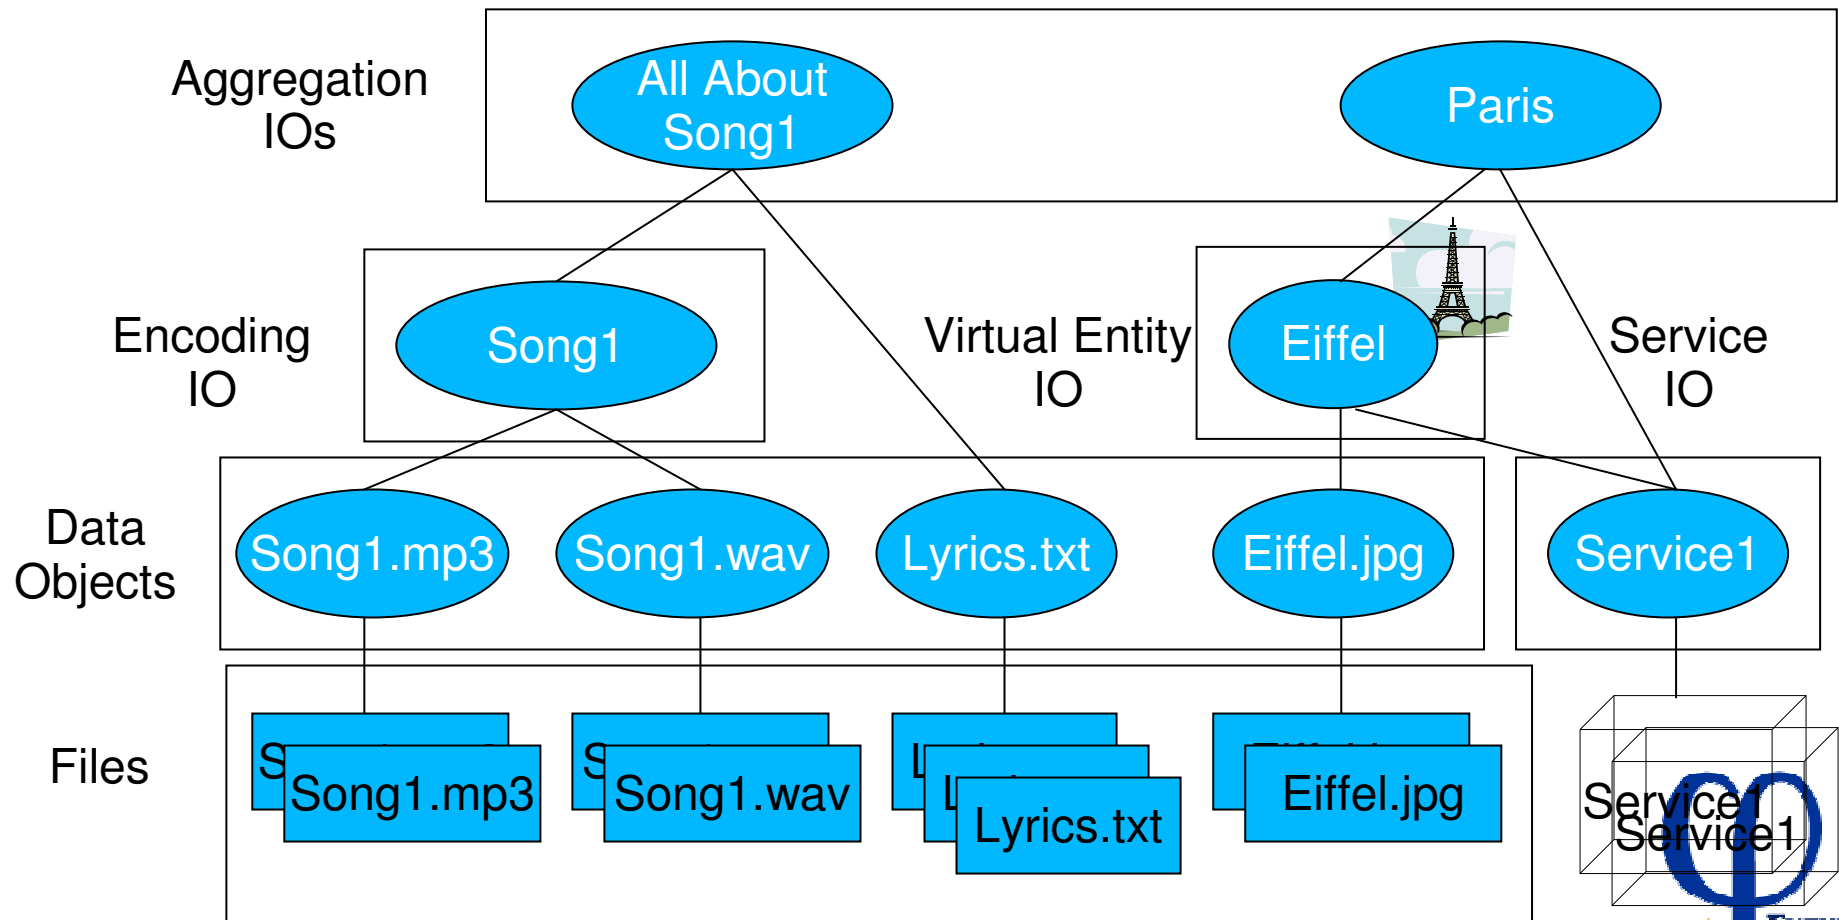 Aggregation
IOs
All About
Song1
Paris
Encoding
IO
Song1
Virtual Entity
IO
Eiffel
Service
IO
Data
Objects
Song1.mp3
Song1.wav
Lyrics.txt
Eiffel.jpg
Service1
Files
Song1.mp3
Song1.wav
Lyrics.txt
Eiffel.jpg
Service1
Service1